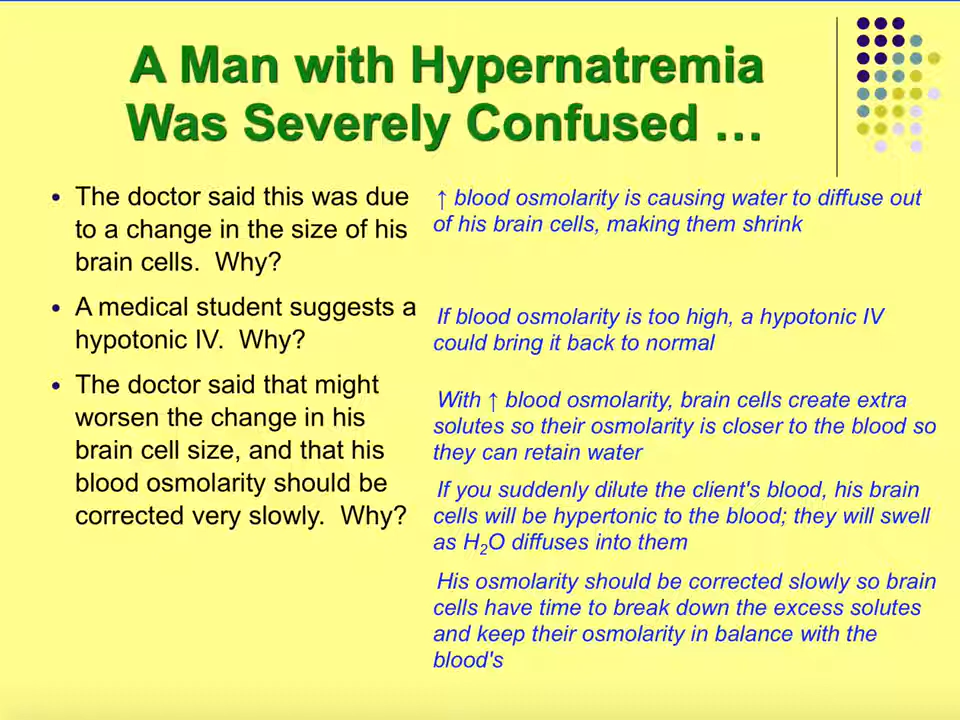 A Man with Hypernatremia
Was Severely Confused …
• The doctor said this was due
to a change in the size of his
brain cells.  Why?
• A medical student suggests a
hypotonic IV.  Why?
• The doctor said that might
worsen the change in his
brain cell size, and that his
blood osmolarity should be
corrected very slowly.  Why?
↑ blood osmolarity is causing water to diffuse out
of his brain cells, making them shrink
If blood osmolarity is too high, a hypotonic IV
could bring it back to normal
With ↑ blood osmolarity, brain cells create extra
solutes so their osmolarity is closer to the blood so
they can retain water
If you suddenly dilute the client's blood, his brain
cells will be hypertonic to the blood; they will swell
as H₂O diffuses into them
His osmolarity should be corrected slowly so brain
cells have time to break down the excess solutes
and keep their osmolarity in balance with the
blood's